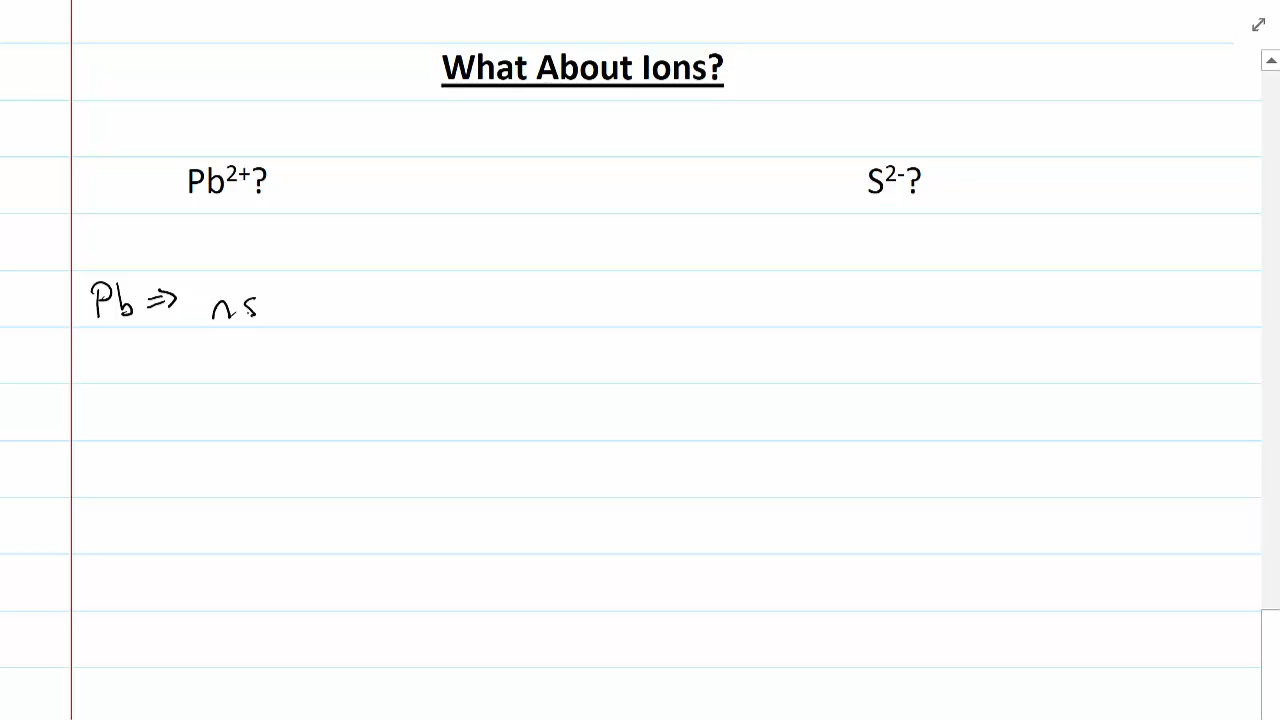 What About Ions?
Pb²⁺? S²⁻?
Pb ⇒ ns